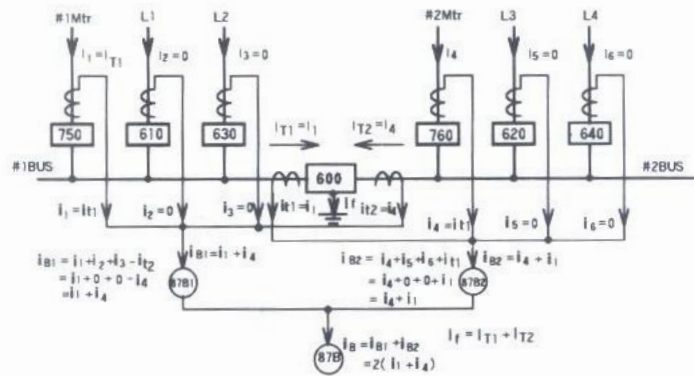 #1Mtr L1 L2 #2Mtr L3 L4
I1=IT1 I2=0 I3=0 I4 I5=0 I6=0
750 610 630 IT1=I1 IT2=I4 760 620 640
#1BUS 600 #2BUS
i1=it1 i2=0 i3=0 it1=i1 If it2=i4 i4=it1 i5=0 i6=0
iB1=i1+i2+i3-it2 iB1=i1+i4 iB2=i4+i5+i6+it1 iB2=i4+i1
=i1+0+0-i4 87B1 =i4+0+0+i1 87B2
=i1+i4 =i4+i1
iB=iB1+iB2 If=IT1+IT2
87B =2(i1+i4)